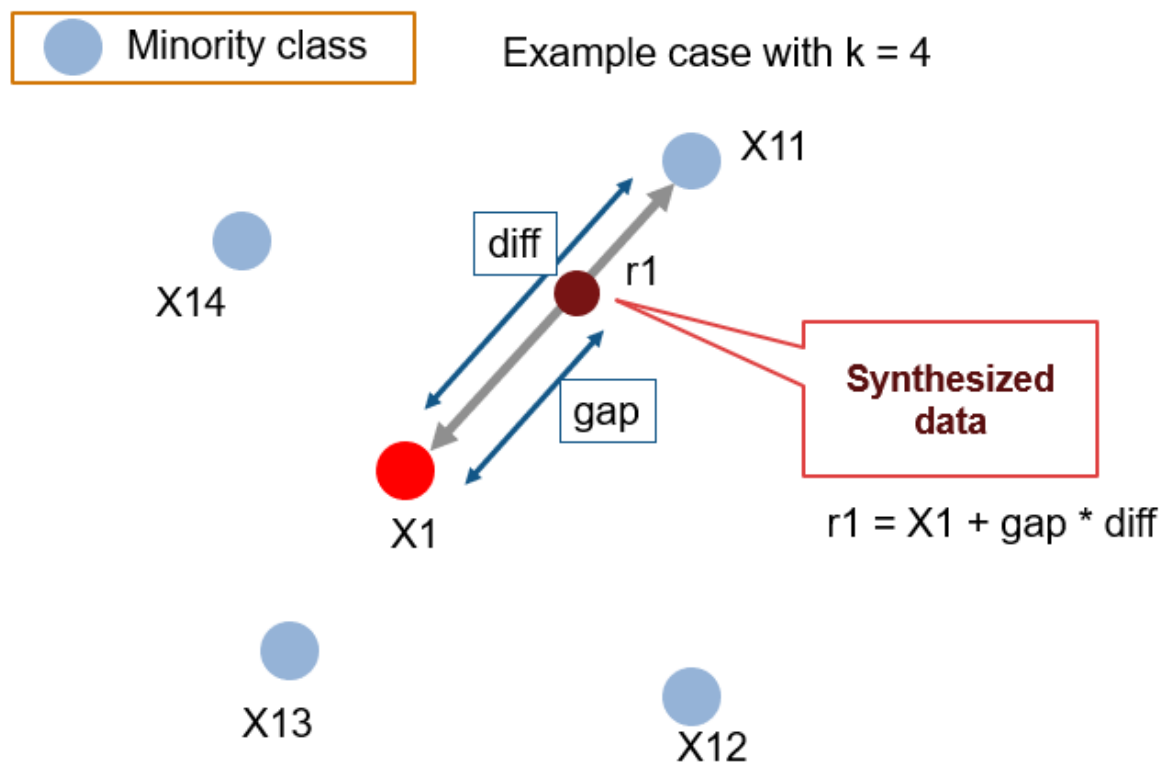 Minority class
Example case with k = 4
X11
diff
X14
r1
Synthesized
data
gap
X1
r1 = X1 + gap * diff
X13
X12